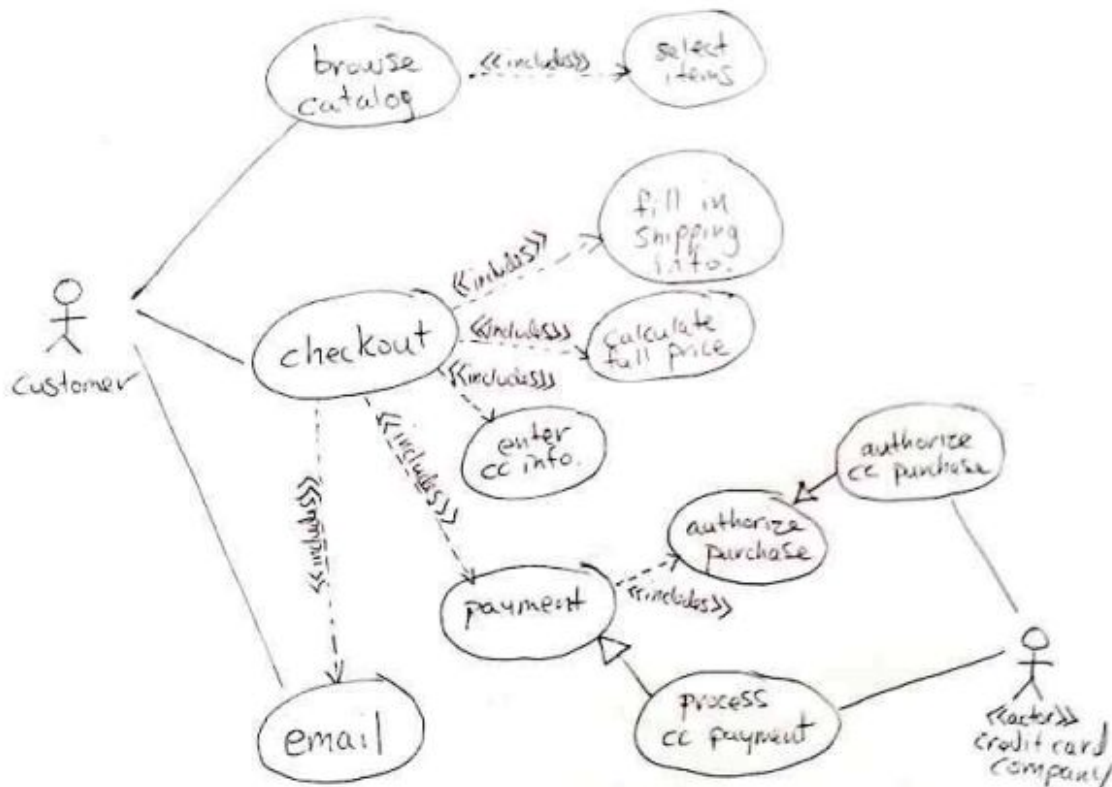 browse
catalog
<<includes>>
select
items
fill in
shipping
info.
<<includes>>
customer
checkout
<<includes>>
calculate
full price
<<includes>>
enter
cc info.
<<includes>>
<<includes>>
authorize
cc purchase
authorize
purchase
payment
<<includes>>
email
process
cc payment
<<actor>>
credit card
company